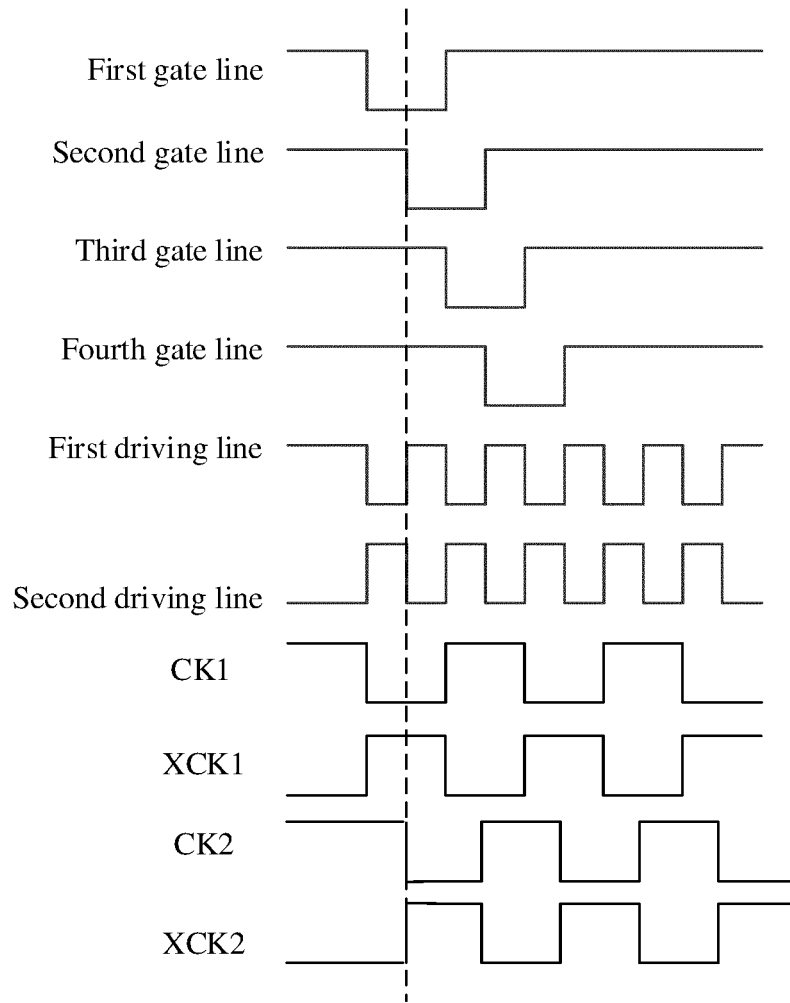 First gate line
Second gate line
Third gate line
Fourth gate line
First driving line
Second driving line
CK1
XCK1
CK2
XCK2